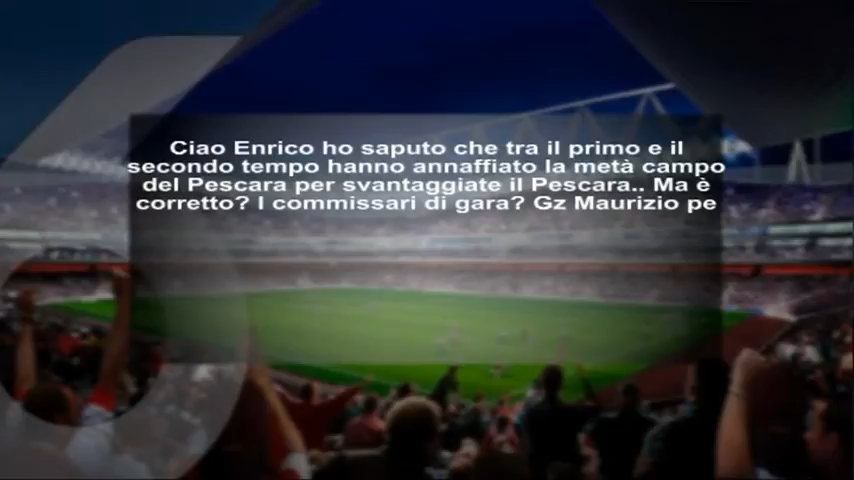 Ciao Enrico ho saputo che tra il primo e il
secondo tempo hanno annaffiato la metà campo
del Pescara per svantaggiate il Pescara.. Ma è
corretto? I commissari di gara? Gz Maurizio pe